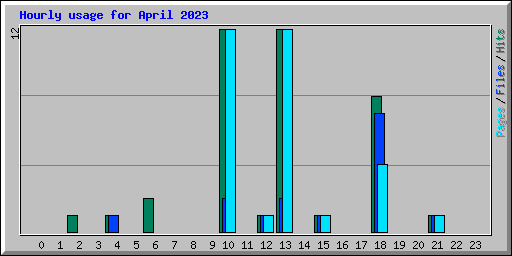 Hourly usage for April 2023
12
Pages/Files/Hits
0 1 2 3 4 5 6 7 8 9 10 11 12 13 14 15 16 17 18 19 20 21 22 23